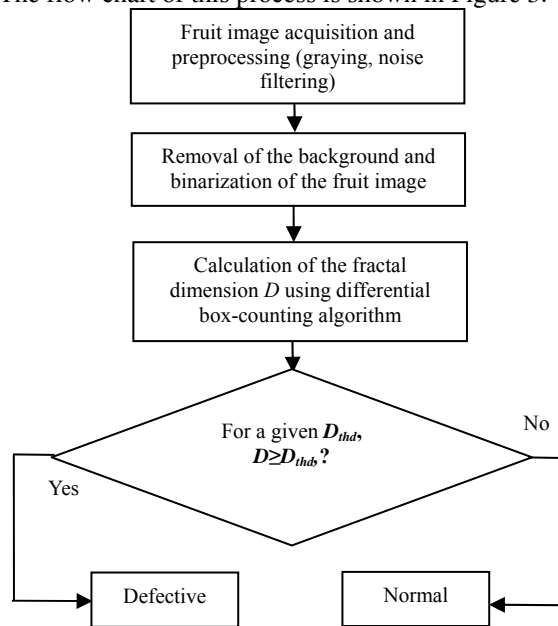 The flow chart of this process is shown in Figure 3.
Fruit image acquisition and
preprocessing (graying, noise
filtering)
Removal of the background and
binarization of the fruit image
Calculation of the fractal
dimension D using differential
box-counting algorithm
For a given Dthd,
D≥Dthd,?
No
Yes
Defective
Normal